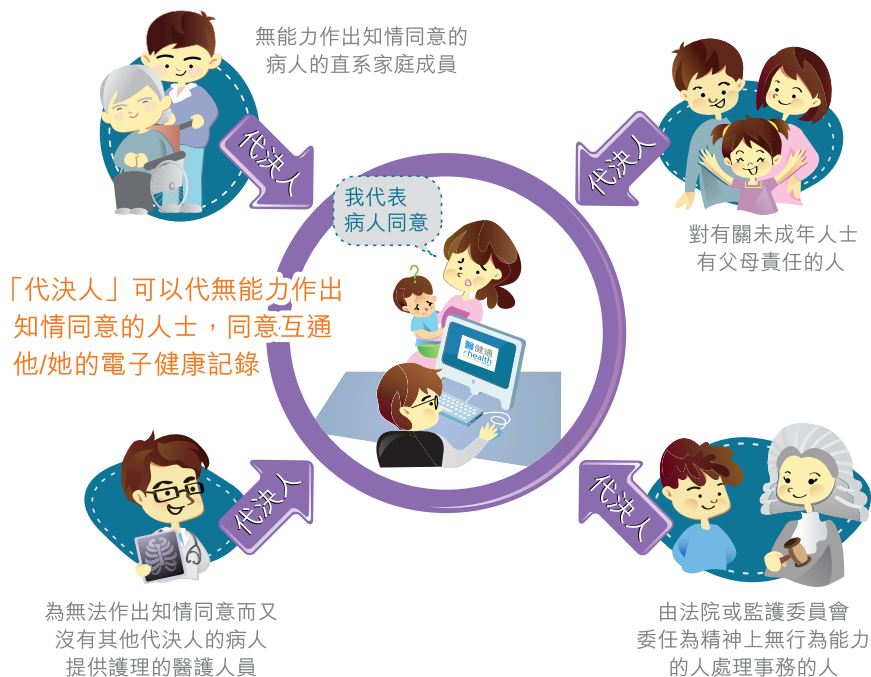 無能力作出知情同意的
病人的直系家庭成員
代決人
代決人
對有關未成年人士
有父母責任的人
我代表
病人同意
「代決人」可以代無能力作出
知情同意的人士，同意互通
他/她的電子健康記錄
醫健通
ehealth
代決人
代決人
為無法作出知情同意而又
沒有其他代決人的病人
提供護理的醫護人員
由法院或監護委員會
委任為精神上無行為能力
的人處理事務的人